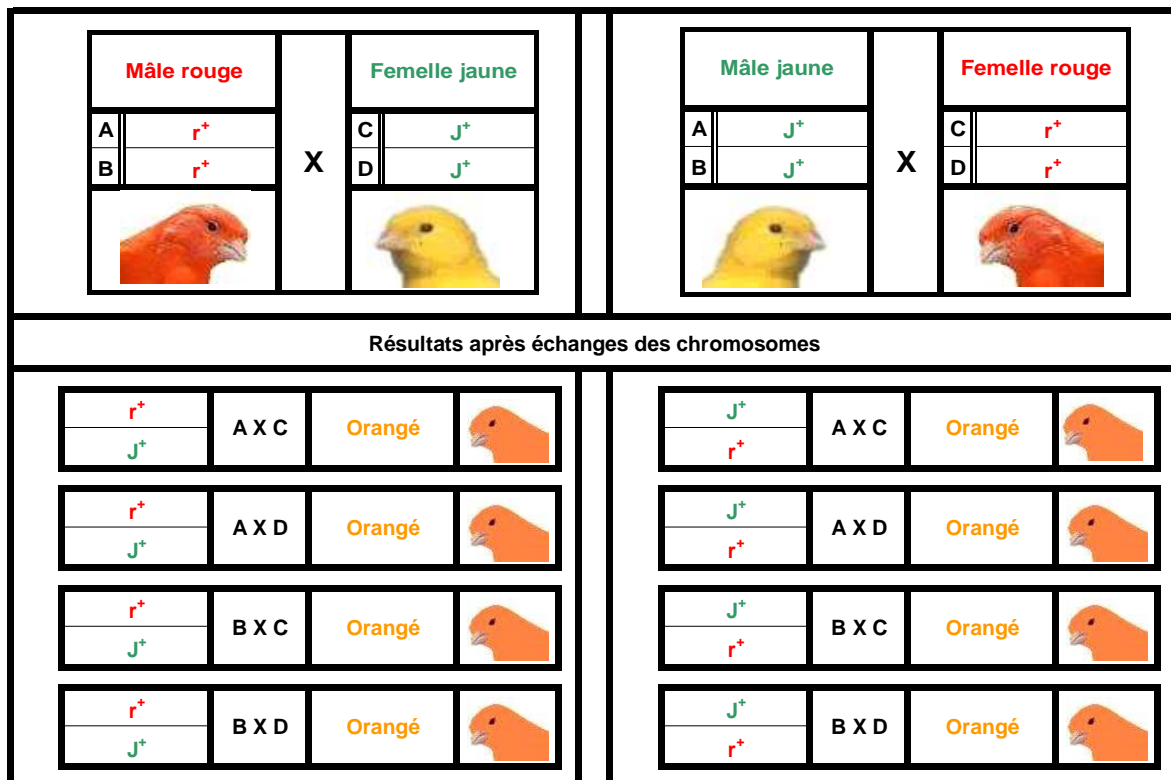 Mâle rouge
Femelle jaune
A r⁺
B r⁺
X
C J⁺
D J⁺
Mâle jaune
Femelle rouge
A J⁺
B J⁺
X
C r⁺
D r⁺
Résultats après échanges des chromosomes
r⁺
J⁺
A X C
Orangé
r⁺
J⁺
A X D
Orangé
r⁺
J⁺
B X C
Orangé
r⁺
J⁺
B X D
Orangé
J⁺
r⁺
A X C
Orangé
J⁺
r⁺
A X D
Orangé
J⁺
r⁺
B X C
Orangé
J⁺
r⁺
B X D
Orangé